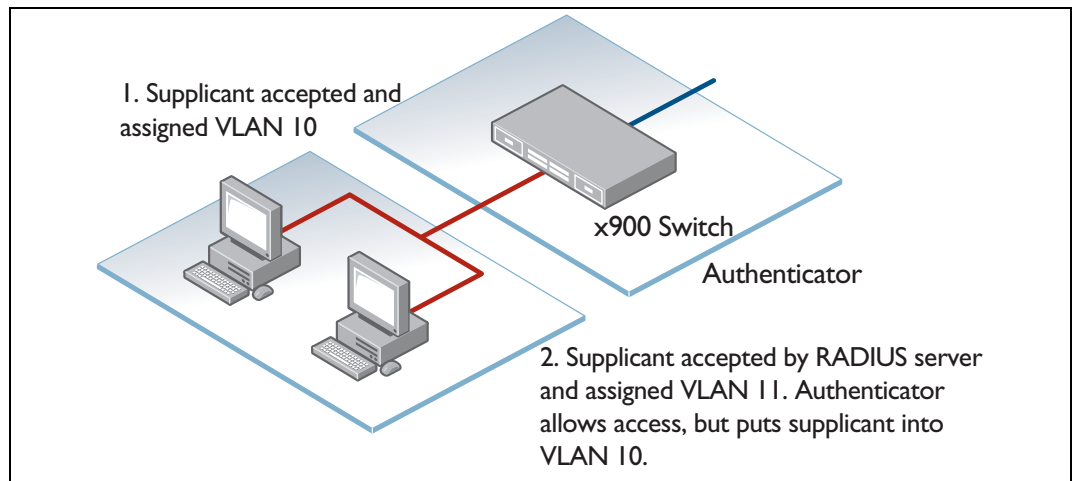 1. Supplicant accepted and
assigned VLAN 10
x900 Switch
Authenticator
2. Supplicant accepted by RADIUS server
and assigned VLAN 11. Authenticator
allows access, but puts supplicant into
VLAN 10.